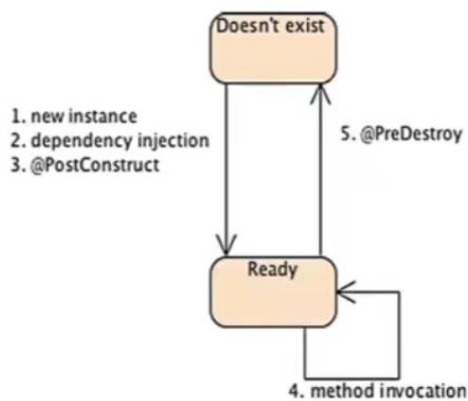 Doesn't exist
1. new instance
2. dependency injection
3. @PostConstruct
5. @PreDestroy
Ready
4. method invocation